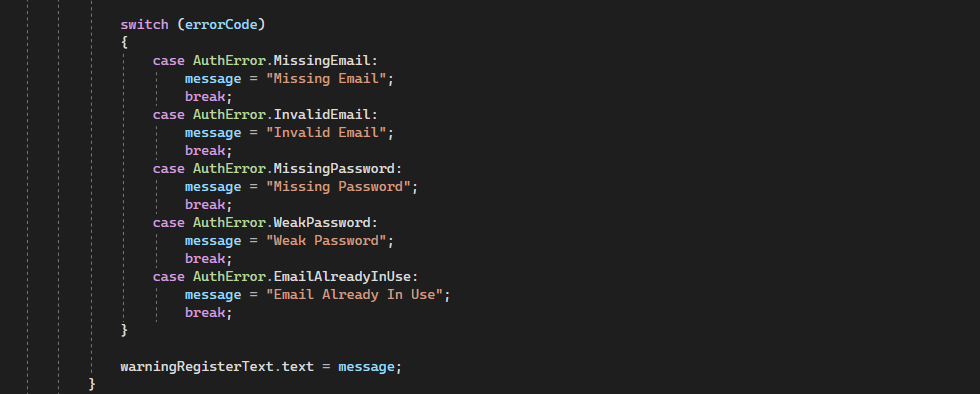 switch (errorCode)
{
case AuthError.MissingEmail:
message = "Missing Email";
break;
case AuthError.InvalidEmail:
message = "Invalid Email";
break;
case AuthError.MissingPassword:
message = "Missing Password";
break;
case AuthError.WeakPassword:
message = "Weak Password";
break;
case AuthError.EmailAlreadyInUse:
message = "Email Already In Use";
break;
}
warningRegisterText.text = message;
}